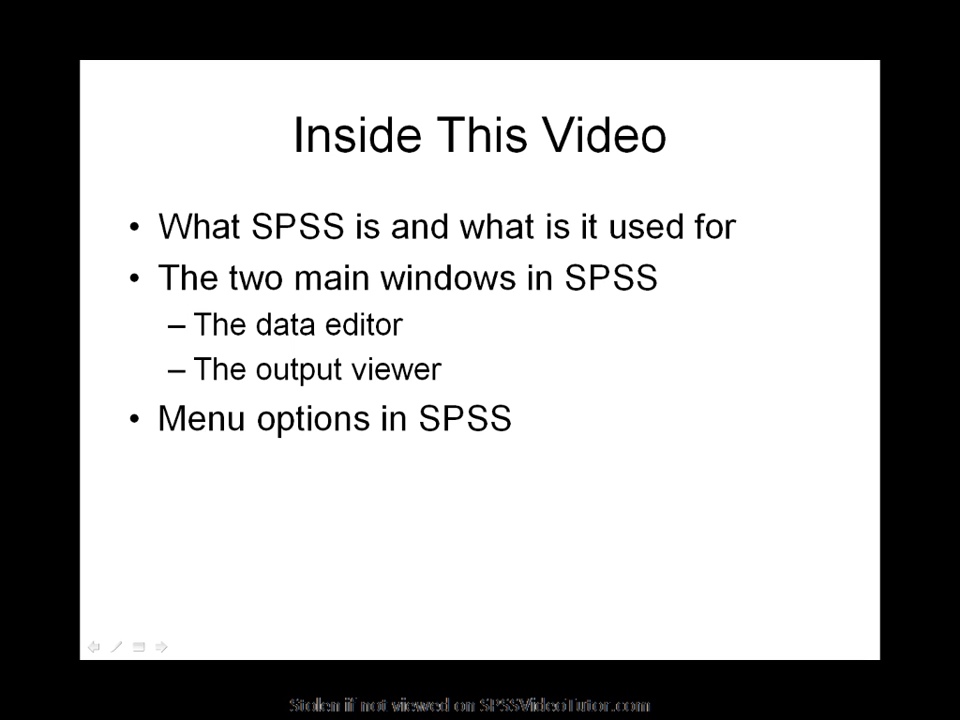 Inside This Video
• What SPSS is and what is it used for
• The two main windows in SPSS
– The data editor
– The output viewer
• Menu options in SPSS
Stolen if not viewed on SPSSVideoTutor.com